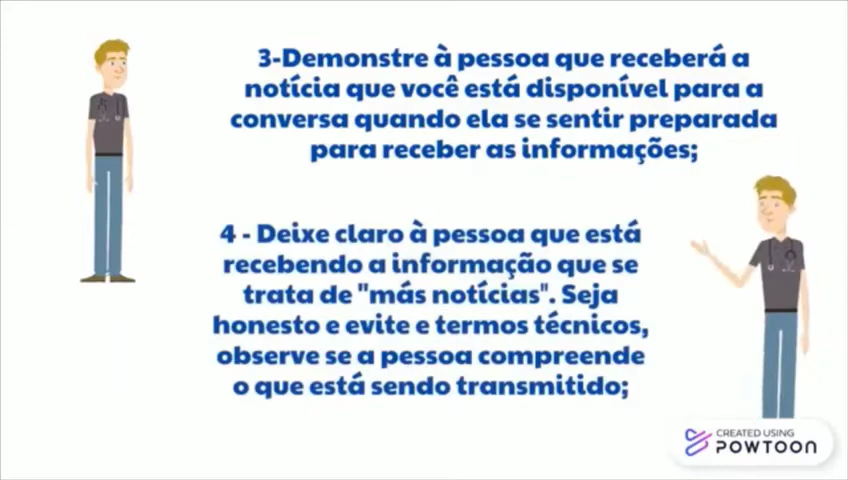 3-Demonstre à pessoa que receberá a
notícia que você está disponível para a
conversa quando ela se sentir preparada
para receber as informações;
4 - Deixe claro à pessoa que está
recebendo a informação que se
trata de "más notícias". Seja
honesto e evite e termos técnicos,
observe se a pessoa compreende
o que está sendo transmitido;
CREATED USING
POWTOON